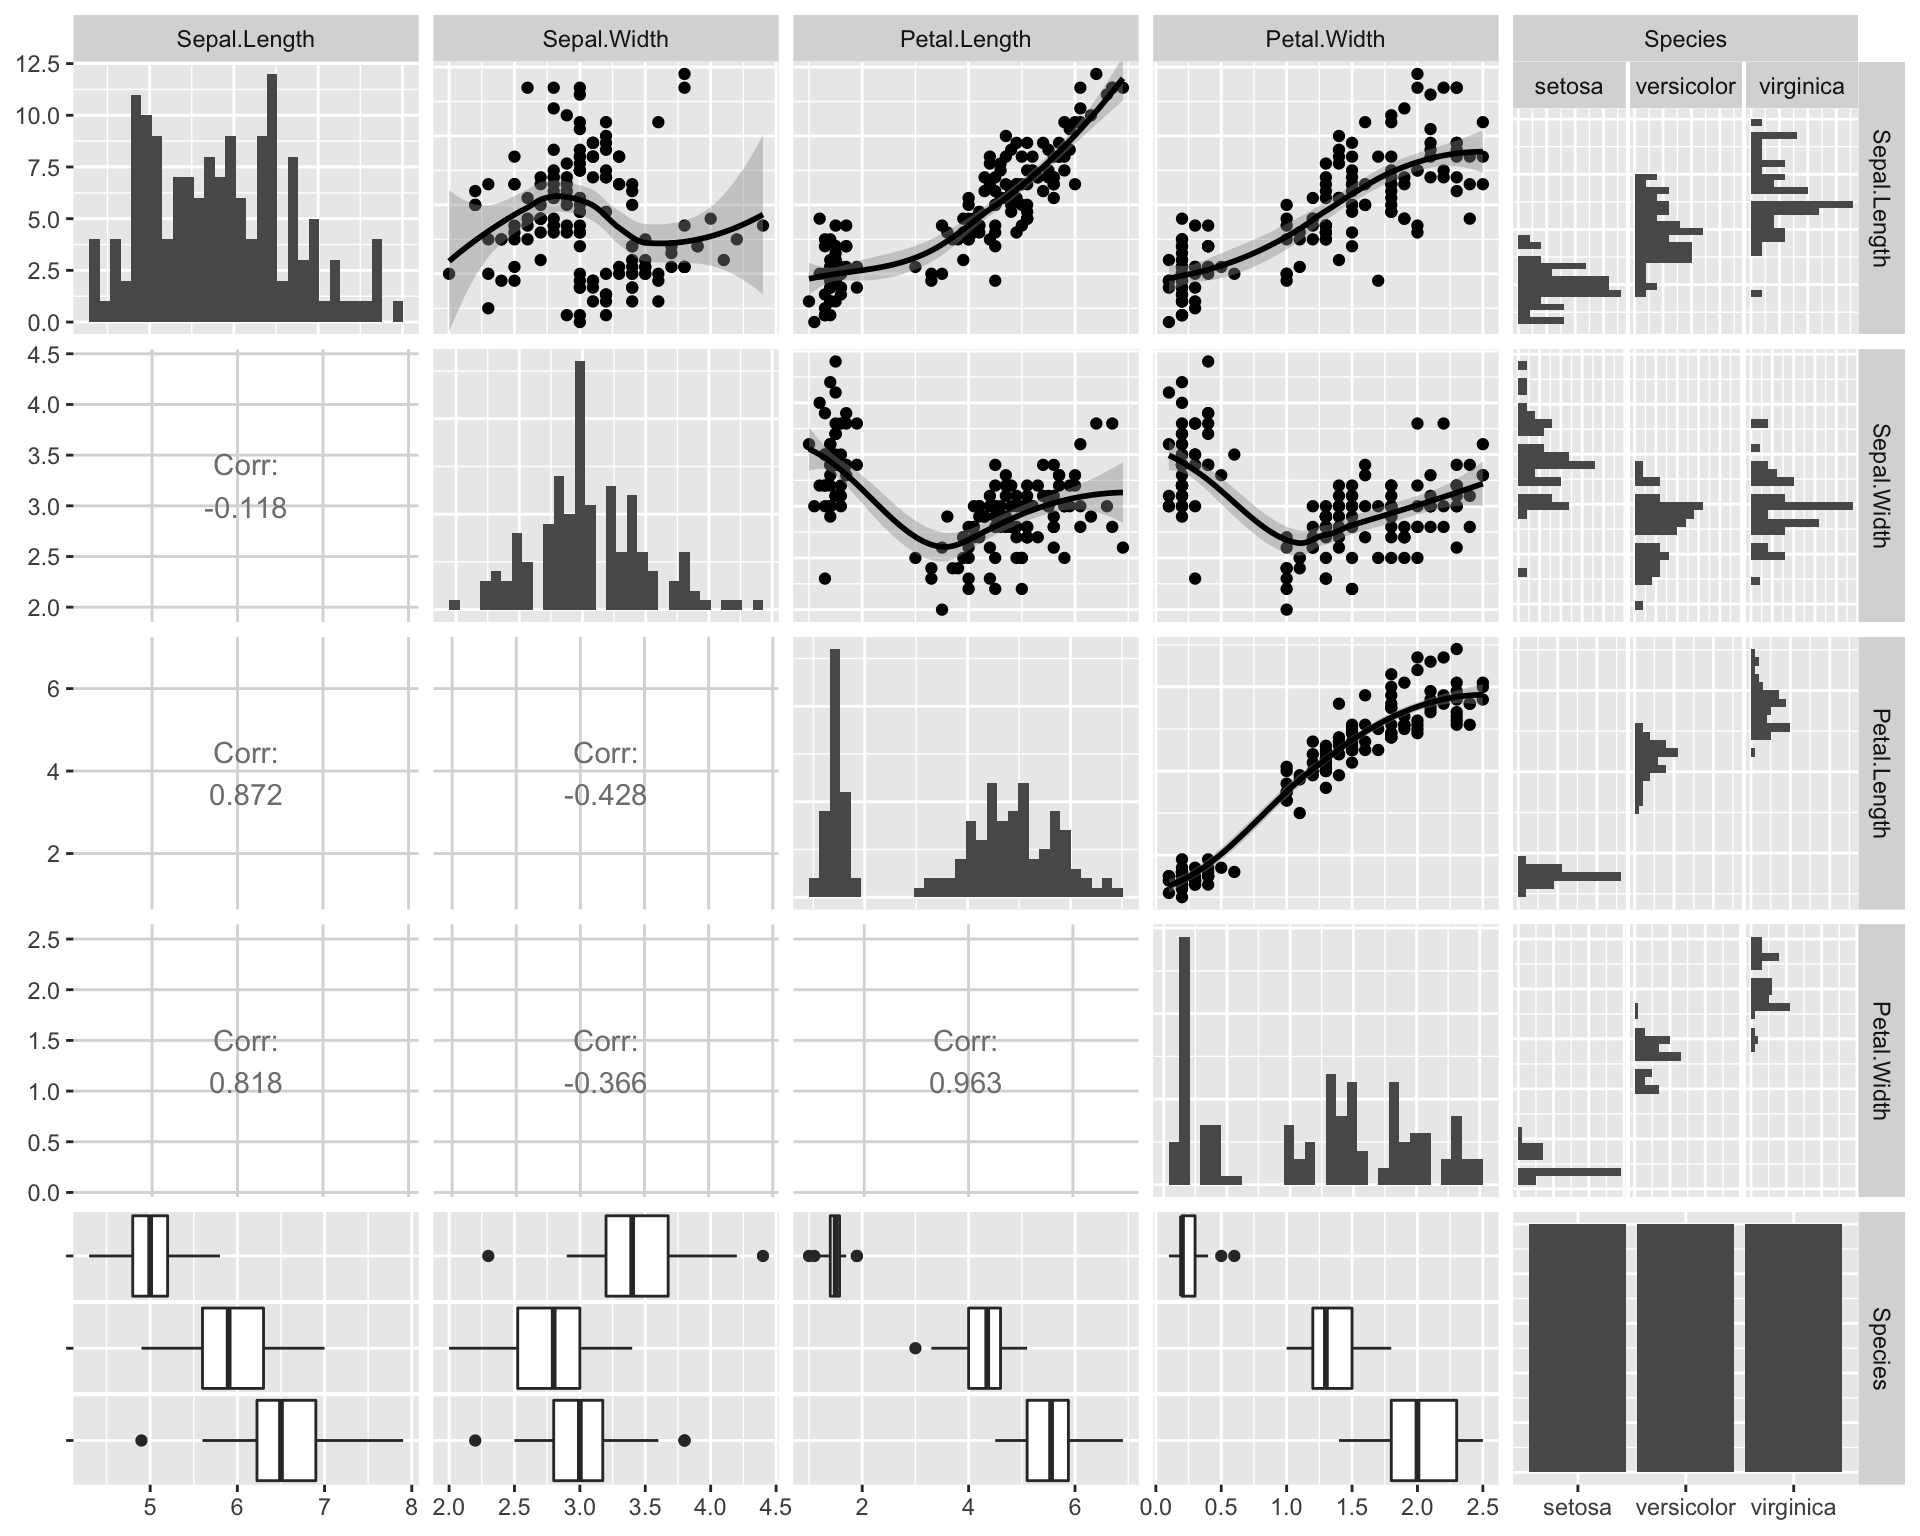 Sepal.Length Sepal.Width Petal.Length Petal.Width Species
setosa versicolor virginica
12.5
10.0
7.5
5.0
2.5
0.0
Sepal.Length
4.5
4.0
3.5
3.0
2.5
2.0
Corr:
-0.118
Sepal.Width
6
4
2
Corr:
0.872
Corr:
-0.428
Petal.Length
2.5
2.0
1.5
1.0
0.5
0.0
Corr:
0.818
Corr:
-0.366
Corr:
0.963
Petal.Width
Species
5 6 7 8 2.0 2.5 3.0 3.5 4.0 4.5 2 4 6 0.0 0.5 1.0 1.5 2.0 2.5 setosa versicolor virginica